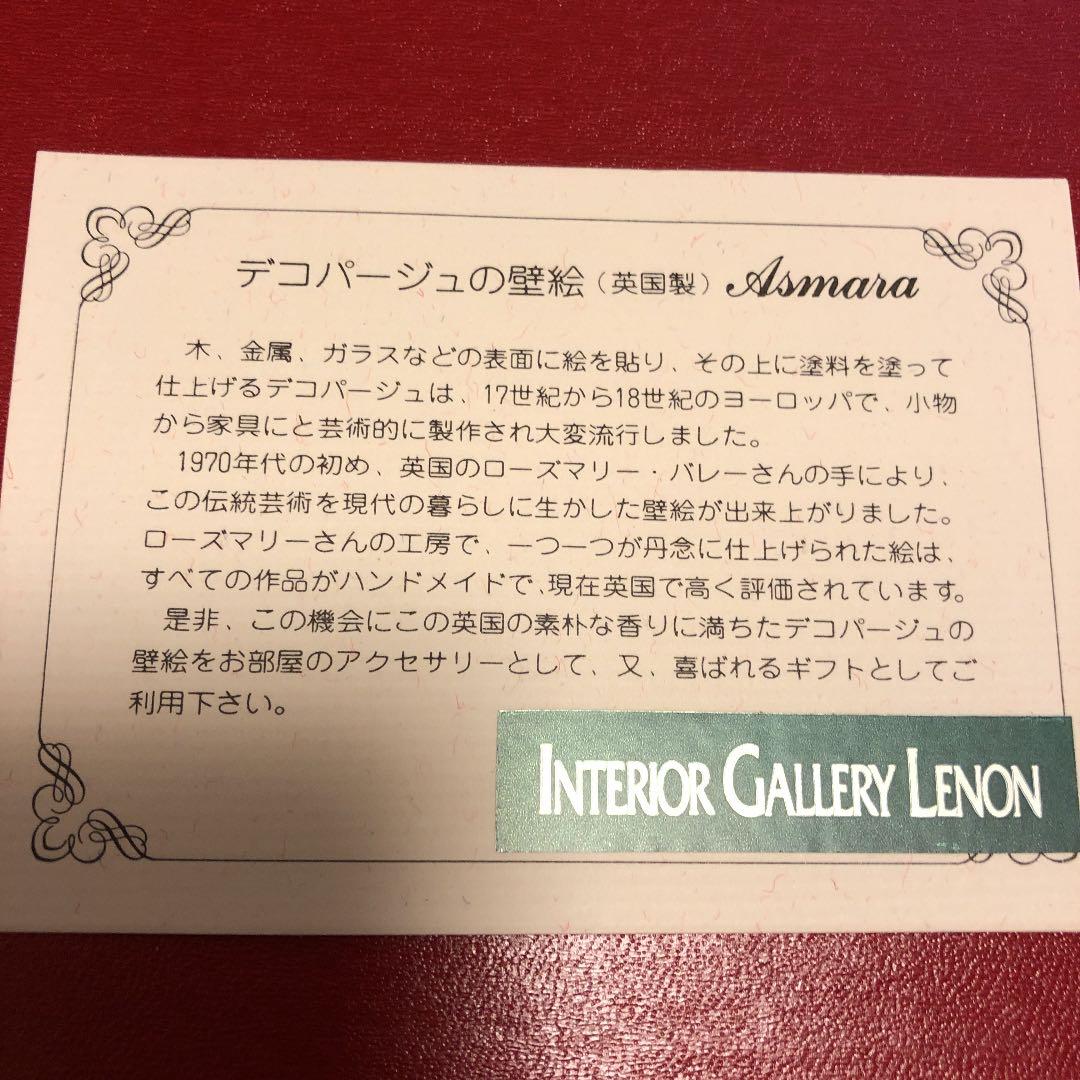 デコパージュの壁絵（英国製） Asmara
木、金属、ガラスなどの表面に絵を貼り、その上に塗料を塗って
仕上げるデコパージュは、17世紀から18世紀のヨーロッパで、小物
から家具にと芸術的に製作され大変流行しました。
1970年代の初め、英国のローズマリー・バレーさんの手により、
この伝統芸術を現代の暮らしに生かした壁絵が出来上がりました。
ローズマリーさんの工房で、一つ一つが丹念に仕上げられた絵は、
すべての作品がハンドメイドで、現在英国で高く評価されています。
是非、この機会にこの英国の素朴な香りに満ちたデコパージュの
壁絵をお部屋のアクセサリーとして、又、喜ばれるギフトとしてご
利用下さい。
INTERIOR GALLERY LENON